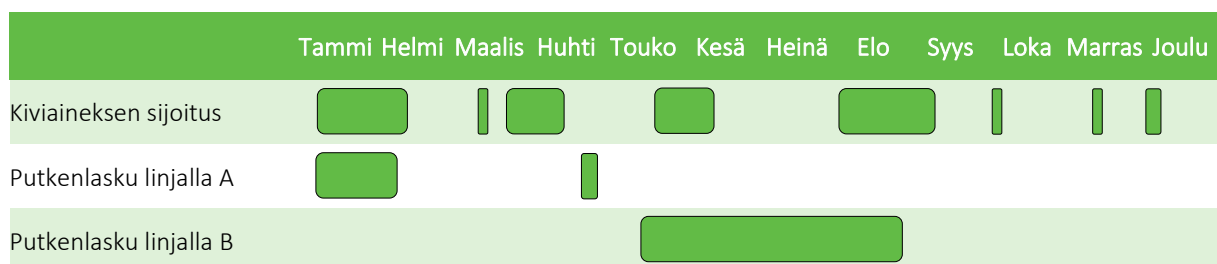 Tammi Helmi Maalis Huhti Touko Kesä Heinä Elo Syys Loka Marras Joulu
Kiviaineksen sijoitus
Putkenlasku linjalla A
Putkenlasku linjalla B